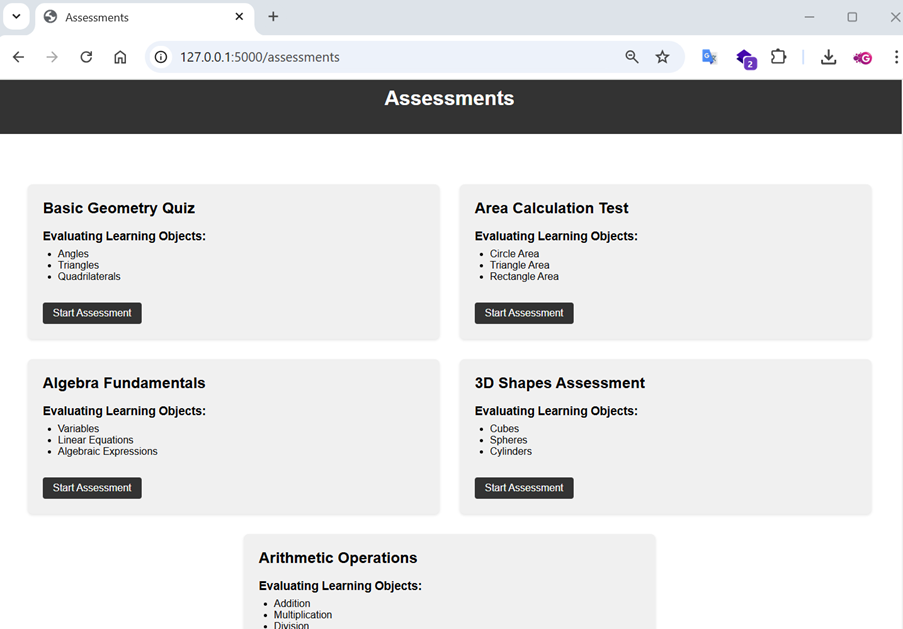 Assessments
127.0.0.1:5000/assessments
2
G
Assessments
Basic Geometry Quiz
Evaluating Learning Objects:
Angles
Triangles
Quadrilaterals
Start Assessment
Area Calculation Test
Evaluating Learning Objects:
Circle Area
Triangle Area
Rectangle Area
Start Assessment
Algebra Fundamentals
Evaluating Learning Objects:
Variables
Linear Equations
Algebraic Expressions
Start Assessment
3D Shapes Assessment
Evaluating Learning Objects:
Cubes
Spheres
Cylinders
Start Assessment
Arithmetic Operations
Evaluating Learning Objects:
Addition
Multiplication
Division